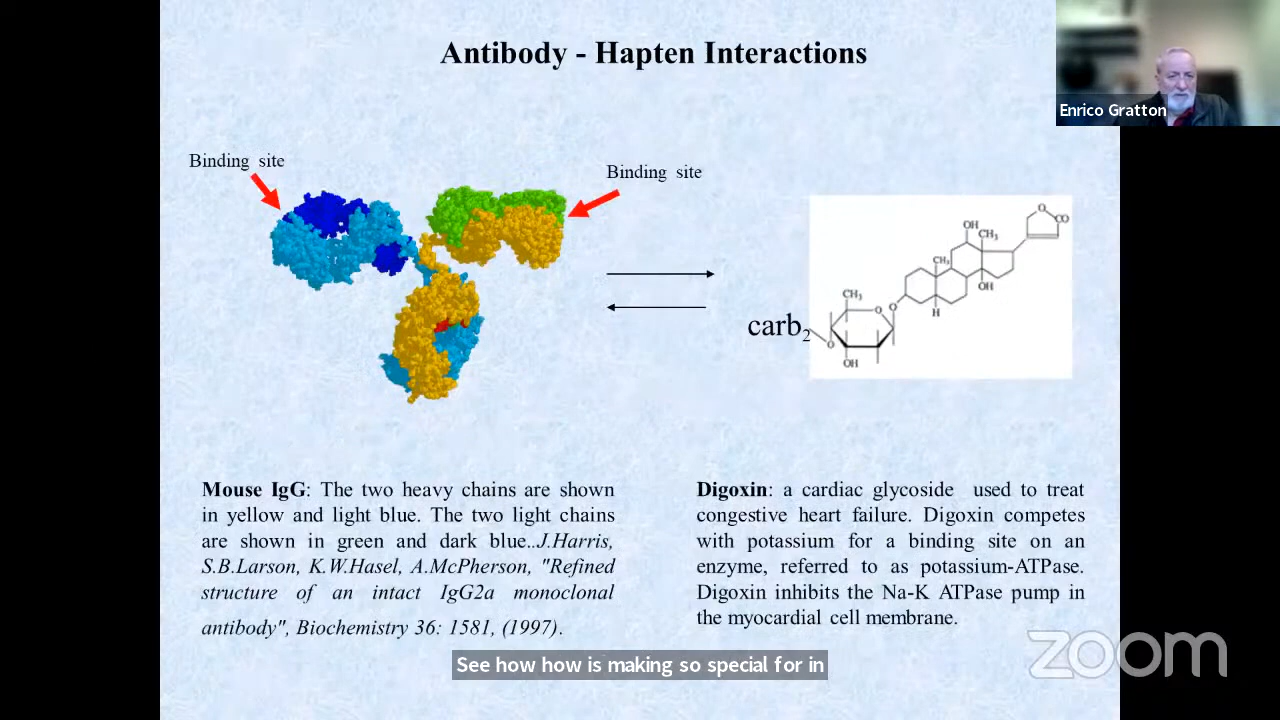 Antibody - Hapten Interactions
Enrico Gratton
Binding site
Binding site
O
CO
OH
CH₃
CH₃
OH
CH₃
O
O
H
carb₂
O
OH
Mouse IgG: The two heavy chains are shown
in yellow and light blue. The two light chains
are shown in green and dark blue..J.Harris,
S.B.Larson, K.W.Hasel, A.McPherson, "Refined
structure of an intact IgG2a monoclonal
antibody", Biochemistry 36: 1581, (1997).
Digoxin: a cardiac glycoside used to treat
congestive heart failure. Digoxin competes
with potassium for a binding site on an
enzyme, referred to as potassium-ATPase.
Digoxin inhibits the Na-K ATPase pump in
the myocardial cell membrane.
See how how is making so special for in
zoom